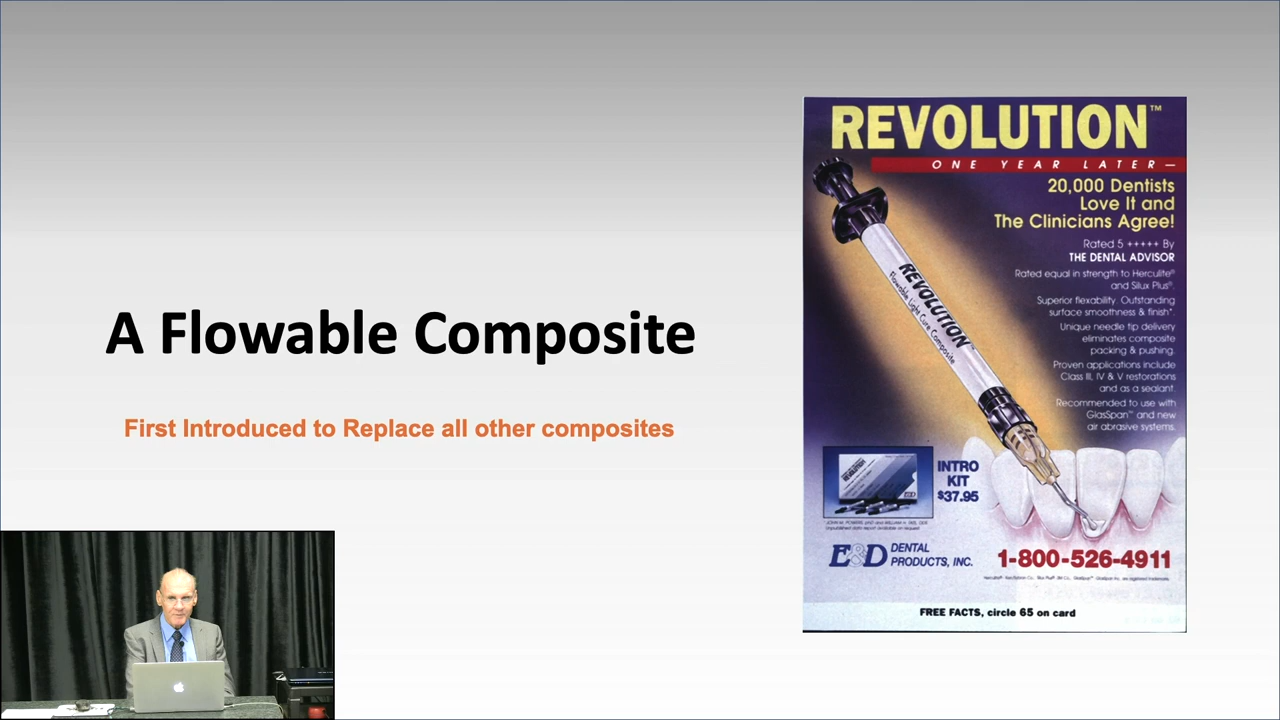 A Flowable Composite
First Introduced to Replace all other composites
REVOLUTION™
ONE YEAR LATER—
20,000 Dentists
Love It and
The Clinicians Agree!
Rated 5 +++++ By
THE DENTAL ADVISOR
Rated equal in strength to Herculite®
and Silux Plus®.
Superior flexability. Outstanding
surface smoothness & finish*.
Unique needle tip delivery
eliminates composite
packing & pushing.
Proven applications include
Class III, IV & V restorations
and as a sealant.
Recommended to use with
GlasSpan™ and new
air abrasive systems.
REVOLUTION
Flowable Light Cure Composite
REVOLUTION
INTRO
KIT
$37.95
E&D DENTAL
PRODUCTS, INC.
1-800-526-4911
FREE FACTS, circle 65 on card